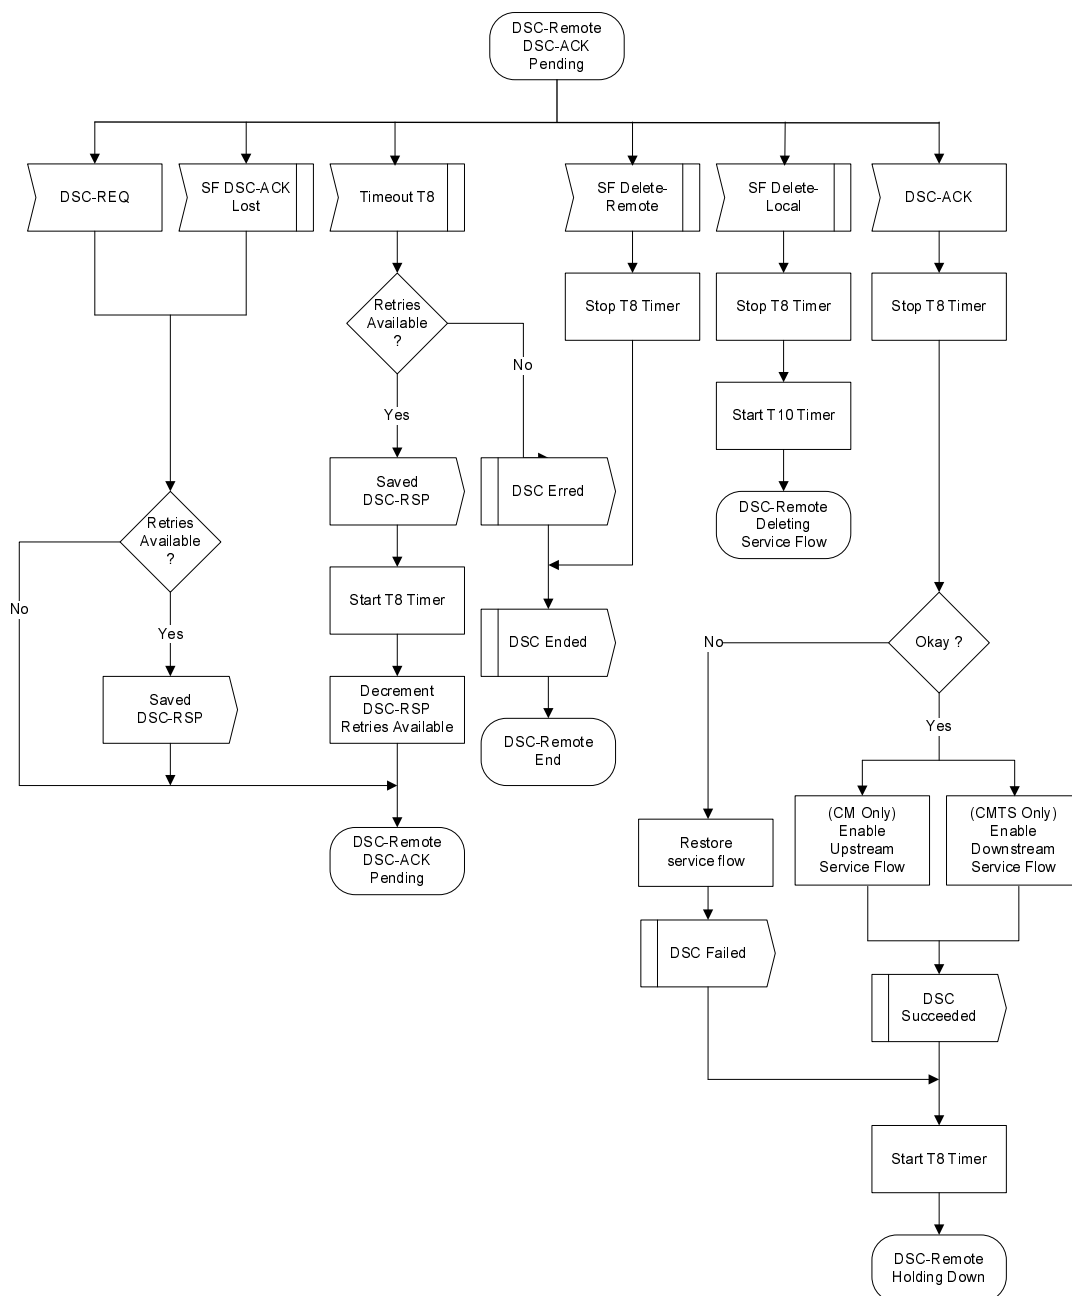 DSC-Remote
DSC-ACK
Pending
DSC-REQ
SF DSC-ACK
Lost
Timeout T8
SF Delete-
Remote
SF Delete-
Local
DSC-ACK
Retries
Available
?
Stop T8 Timer
Stop T8 Timer
Stop T8 Timer
No
Yes
Start T10 Timer
Saved
DSC-RSP
DSC Erred
DSC-Remote
Deleting
Service Flow
Retries
Available
?
No
Yes
Start T8 Timer
DSC Ended
Okay ?
No
Yes
Saved
DSC-RSP
Decrement
DSC-RSP
Retries Available
DSC-Remote
End
(CM Only)
Enable
Upstream
Service Flow
(CMTS Only)
Enable
Downstream
Service Flow
DSC-Remote
DSC-ACK
Pending
Restore
service flow
DSC Failed
DSC
Succeeded
Start T8 Timer
DSC-Remote
Holding Down